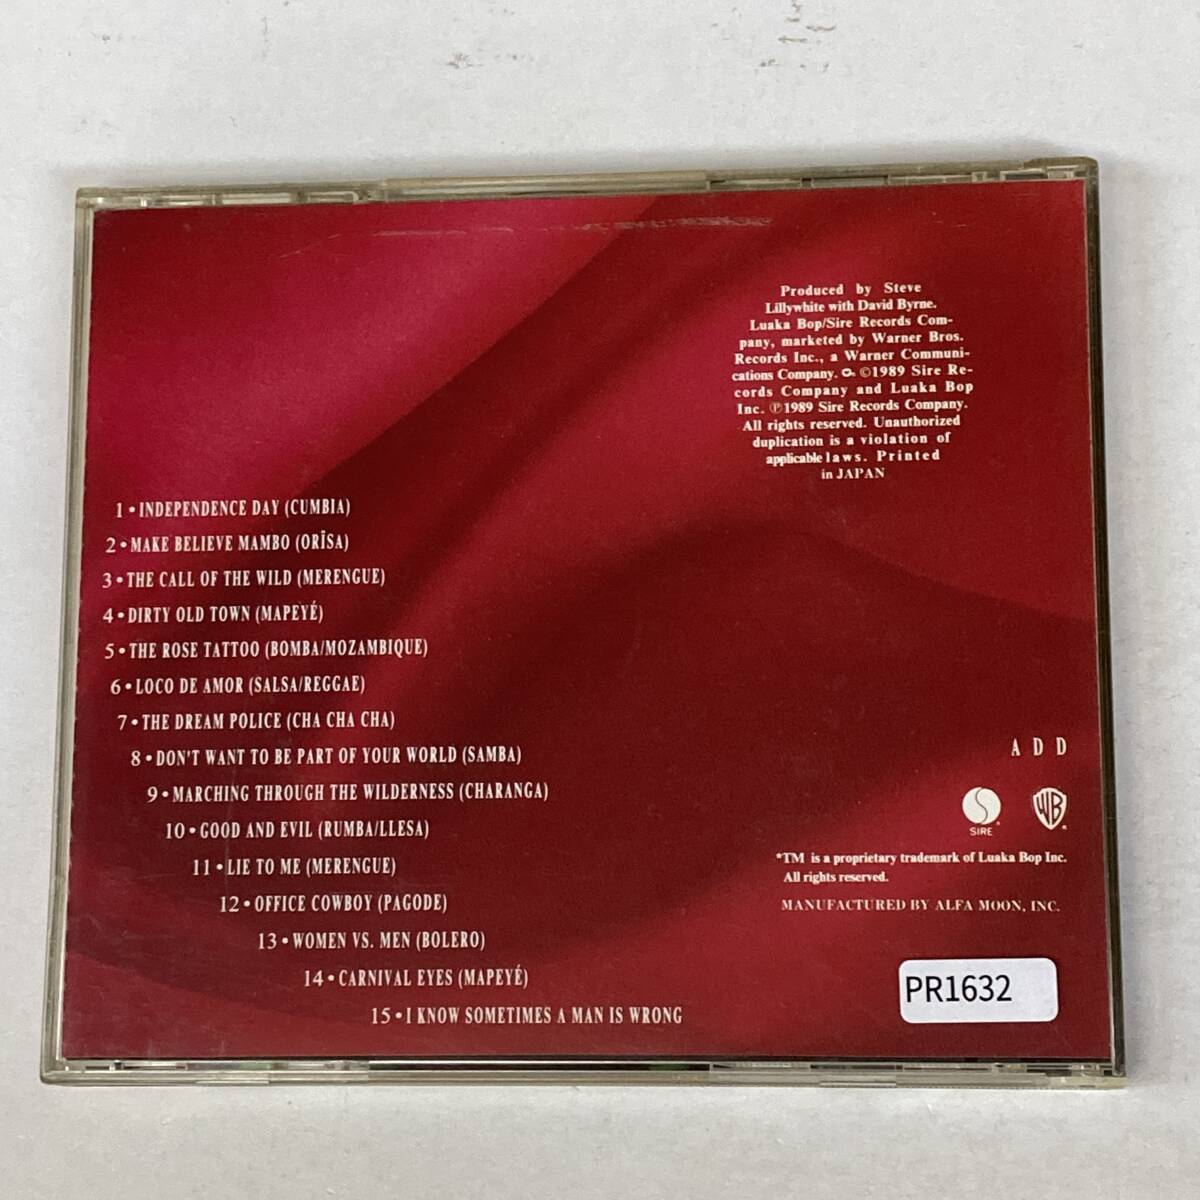 Produced by Steve
Lillywhite with David Byrne.
Luaka Bop/Sire Records Com-
pany, marketed by Warner Bros.
Records Inc., a Warner Communi-
cations Company. ©1989 Sire Re-
cords Company and Luaka Bop
Inc. ℗1989 Sire Records Company.
All rights reserved. Unauthorized
duplication is a violation of
applicable laws. Printed
in JAPAN
1 • INDEPENDENCE DAY (CUMBIA)
2 • MAKE BELIEVE MAMBO (ORÏSA)
3 • THE CALL OF THE WILD (MERENGUE)
4 • DIRTY OLD TOWN (MAPEYÉ)
5 • THE ROSE TATTOO (BOMBA/MOZAMBIQUE)
6 • LOCO DE AMOR (SALSA/REGGAE)
7 • THE DREAM POLICE (CHA CHA CHA)
8 • DON'T WANT TO BE PART OF YOUR WORLD (SAMBA)
9 • MARCHING THROUGH THE WILDERNESS (CHARANGA)
10 • GOOD AND EVIL (RUMBA/LLESA)
11 • LIE TO ME (MERENGUE)
12 • OFFICE COWBOY (PAGODE)
13 • WOMEN VS. MEN (BOLERO)
14 • CARNIVAL EYES (MAPEYÉ)
15 • I KNOW SOMETIMES A MAN IS WRONG
A D D
S
SIRE
WB
*TM is a proprietary trademark of Luaka Bop Inc.
All rights reserved.
MANUFACTURED BY ALFA MOON, INC.
PR1632